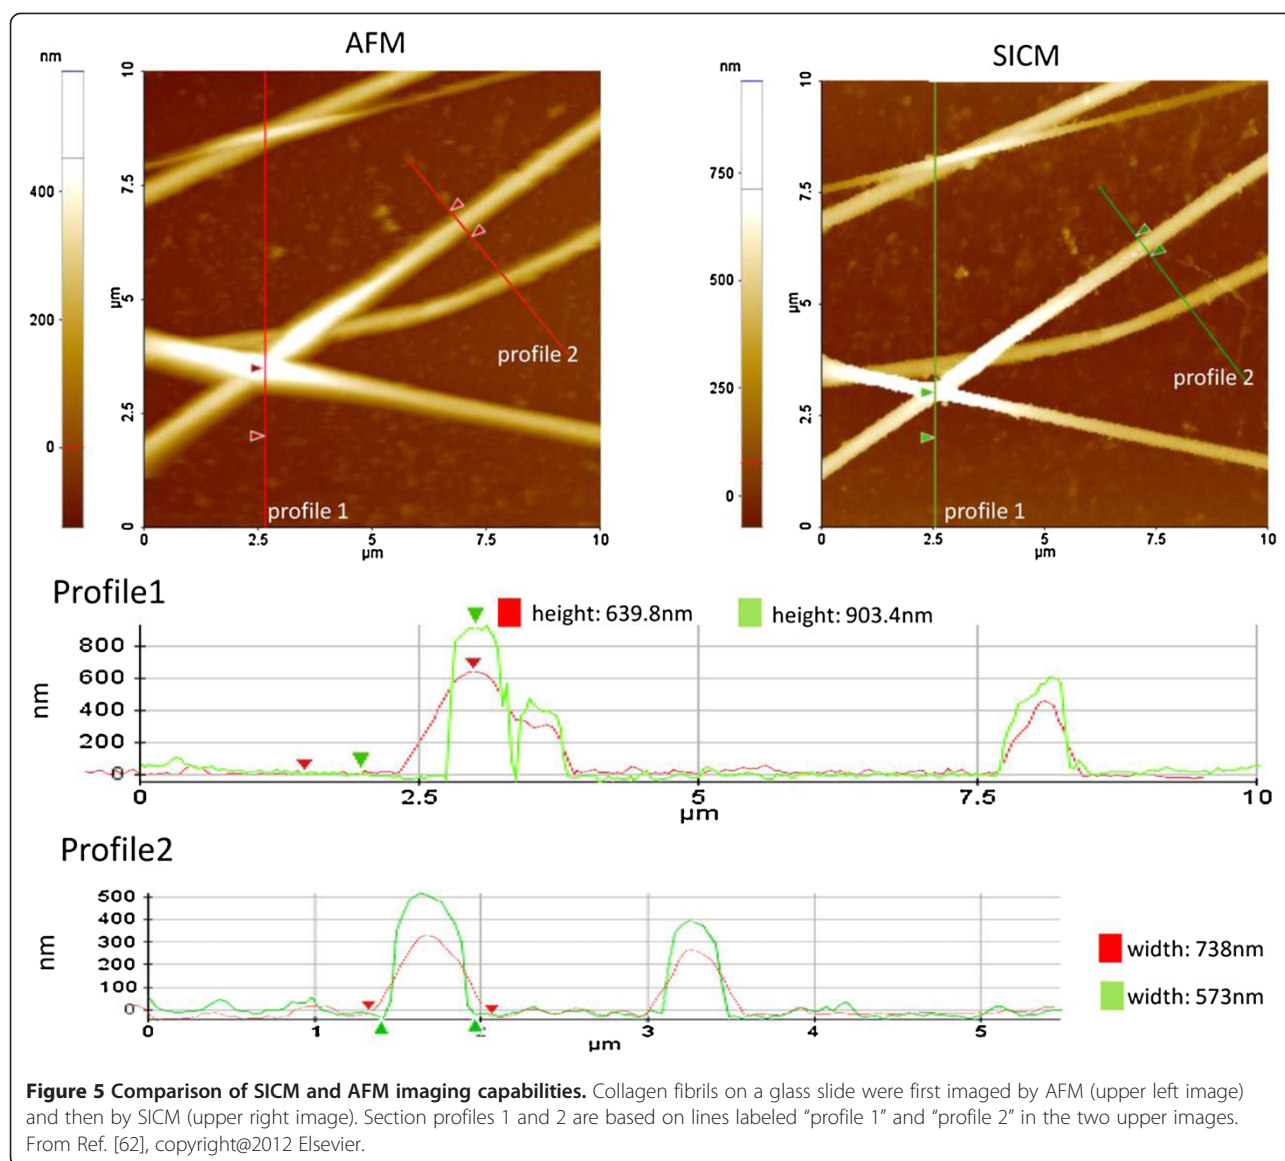 AFM
SICM
nm
400
200
0
10
7.5
5
µm
2.5
0
profile 2
profile 1
0
2.5
5
7.5
10
µm
nm
750
500
250
0
10
7.5
5
µm
2.5
0
profile 2
profile 1
0
2.5
5
7.5
10
µm
Profile1
height: 639.8nm
height: 903.4nm
nm
800
600
400
200
0
0
2.5
5
7.5
10
µm
Profile2
nm
500
400
300
200
100
0
0
1
2
3
4
5
µm
width: 738nm
width: 573nm
Figure 5 Comparison of SICM and AFM imaging capabilities. Collagen fibrils on a glass slide were first imaged by AFM (upper left image)
and then by SICM (upper right image). Section profiles 1 and 2 are based on lines labeled “profile 1” and “profile 2” in the two upper images.
From Ref. [62], copyright@2012 Elsevier.